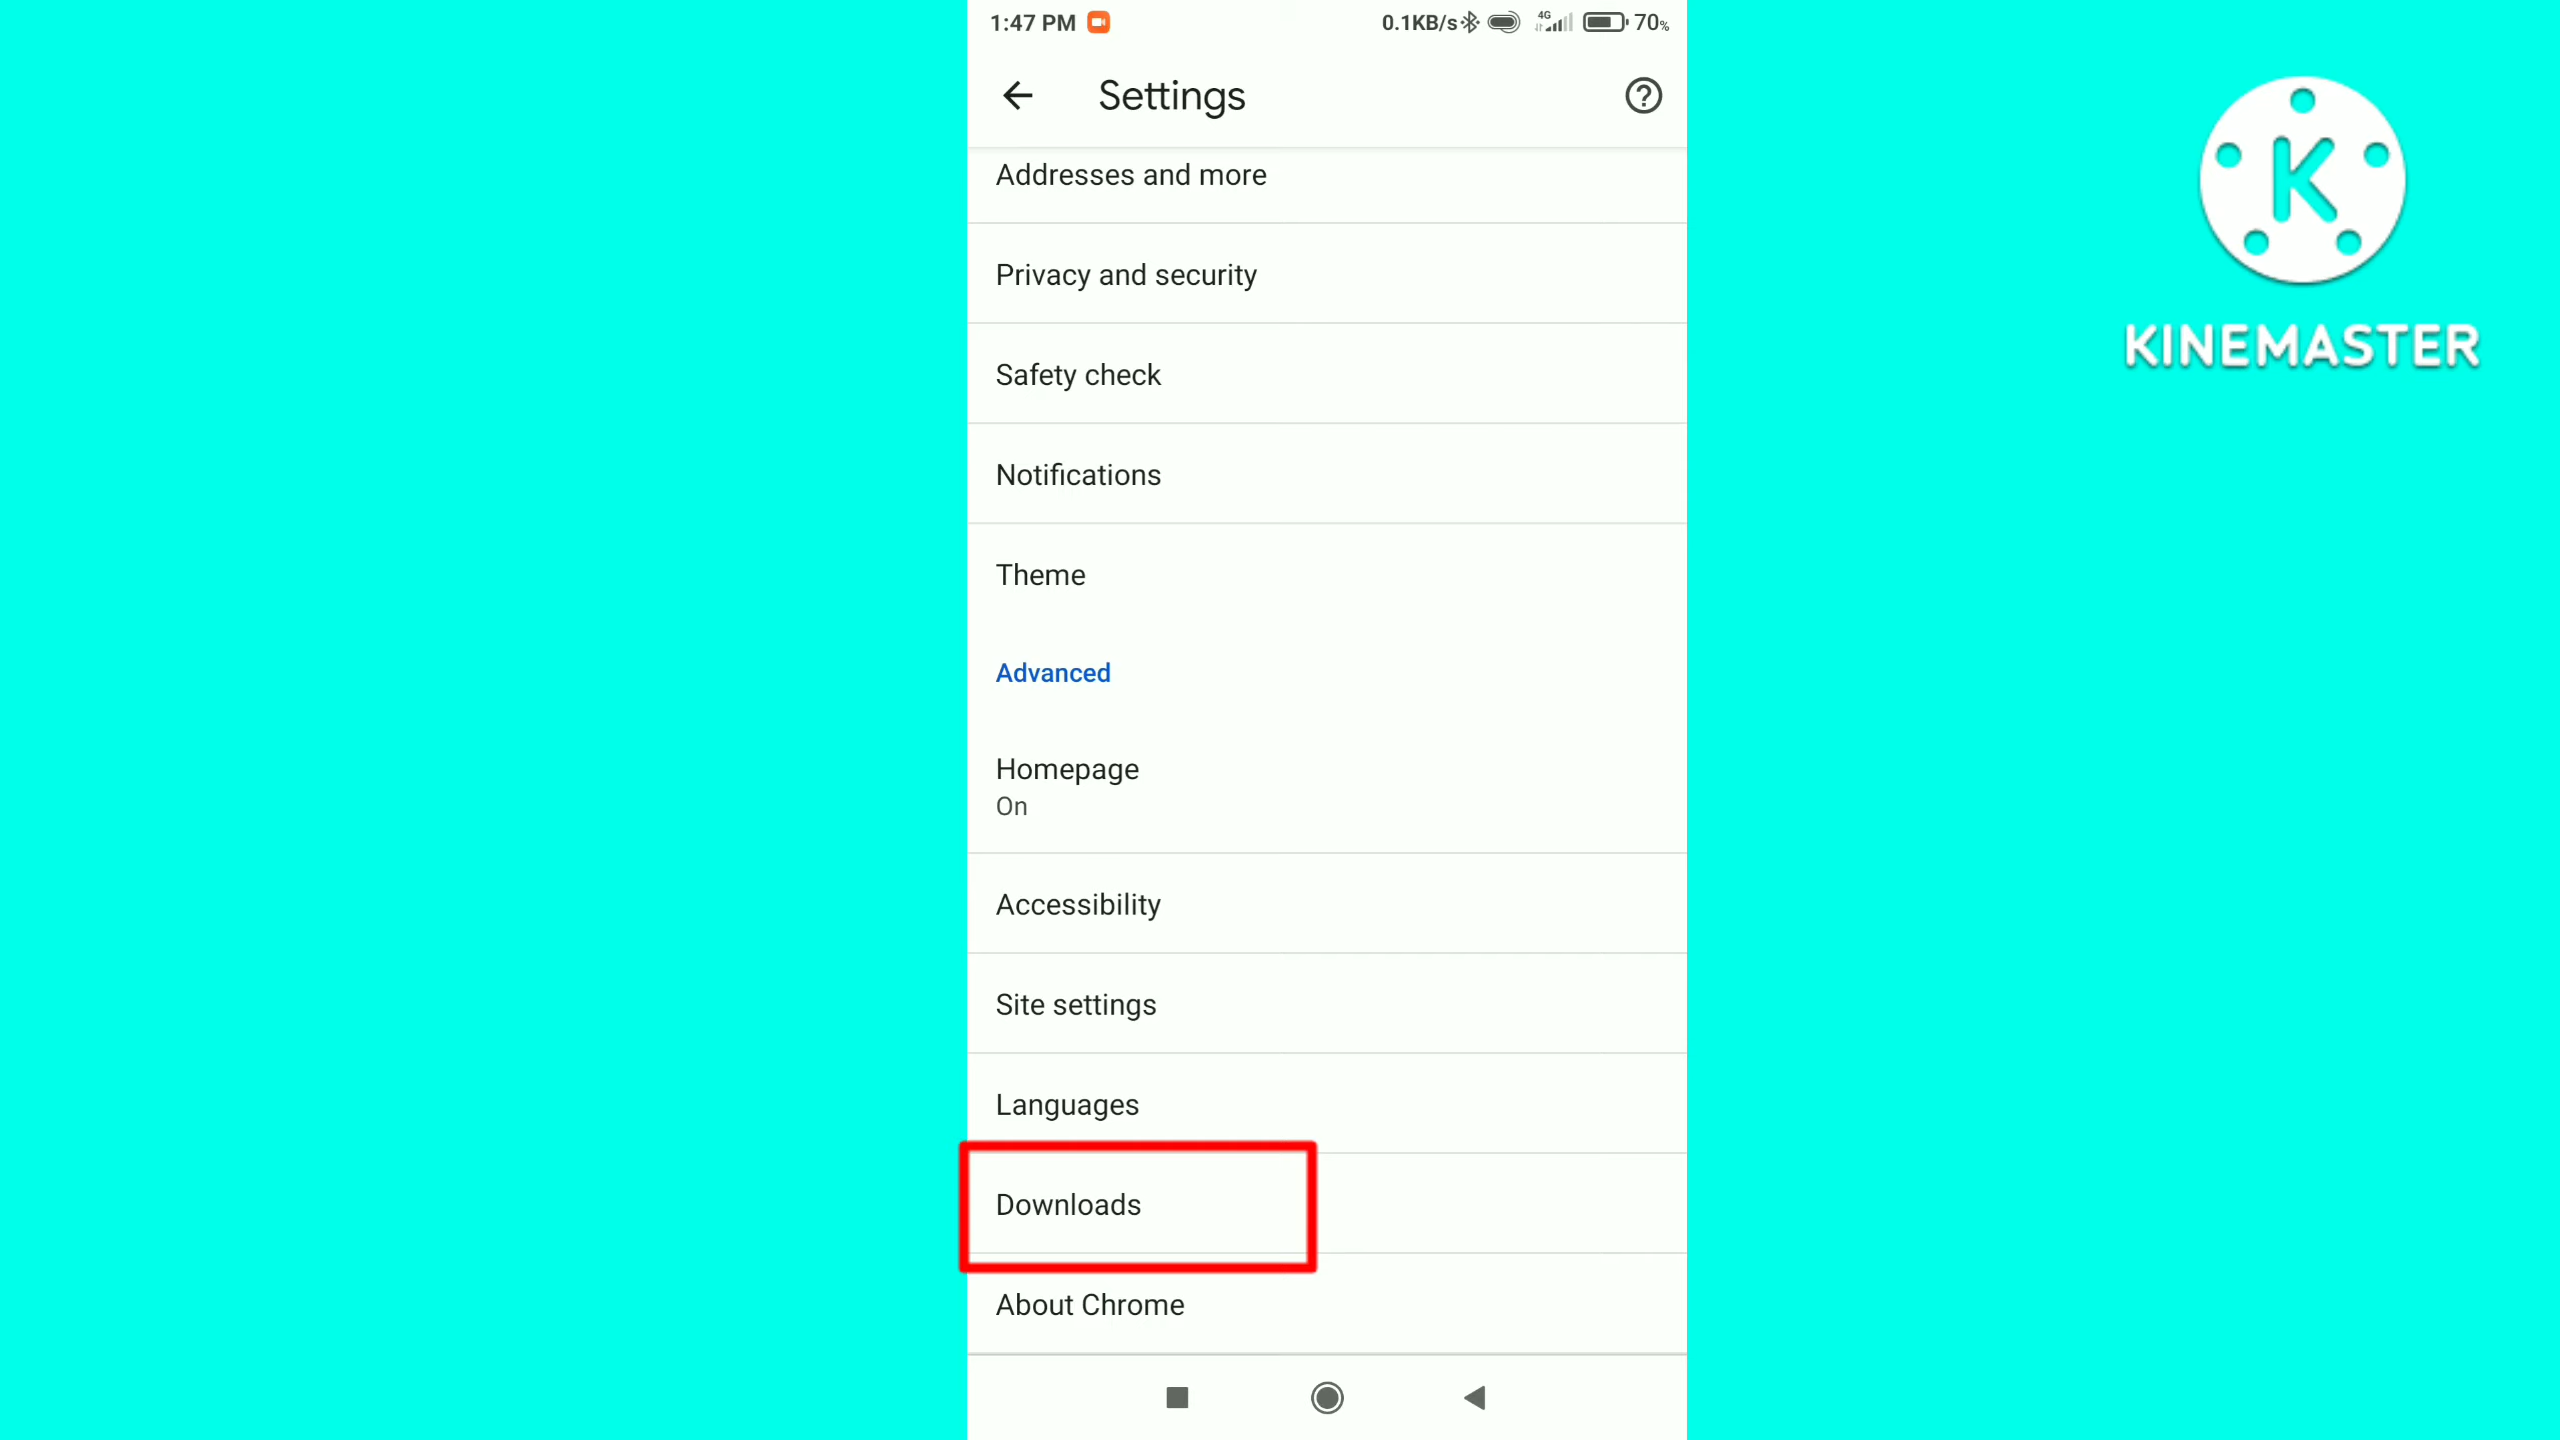 1:47 PM
0.1KB/s 4G 70%
Settings
Addresses and more
Privacy and security
Safety check
Notifications
Theme
Advanced
Homepage
On
Accessibility
Site settings
Languages
Downloads
About Chrome
K
KINEMASTER